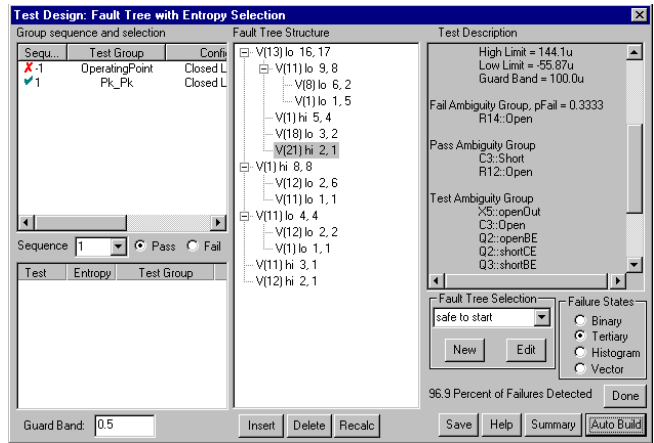 Test Design: Fault Tree with Entropy Selection
Group sequence and selection
Sequ... Test Group Confi
-1 OperatingPoint Closed L
1 Pk_Pk Closed L
Sequence 1 Pass Fail
Test Entropy Test Group
Guard Band: 0.5
Fault Tree Structure
V(13) lo 16, 17
V(11) lo 9, 8
V(8) lo 6, 2
V(1) lo 1, 5
V(1) hi 5, 4
V(18) lo 3, 2
V(21) hi 2, 1
V(1) hi 8, 8
V(12) lo 2, 6
V(11) lo 1, 1
V(11) lo 4, 4
V(12) lo 2, 2
V(1) lo 1, 1
V(11) hi 3, 1
V(12) hi 2, 1
Insert Delete Recalc
Test Description
High Limit = 144.1u
Low Limit = -55.87u
Guard Band = 100.0u
Fail Ambiguity Group, pFail = 0.3333
R14::Open
Pass Ambiguity Group
C3::Short
R12::Open
Test Ambiguity Group
X5::openOut
C3::Open
Q2::openBE
Q2::shortCE
Q3::shortBE
Fault Tree Selection
safe to start
New Edit
Failure States
Binary
Tertiary
Histogram
Vector
96.9 Percent of Failures Detected Done
Save Help Summary Auto Build